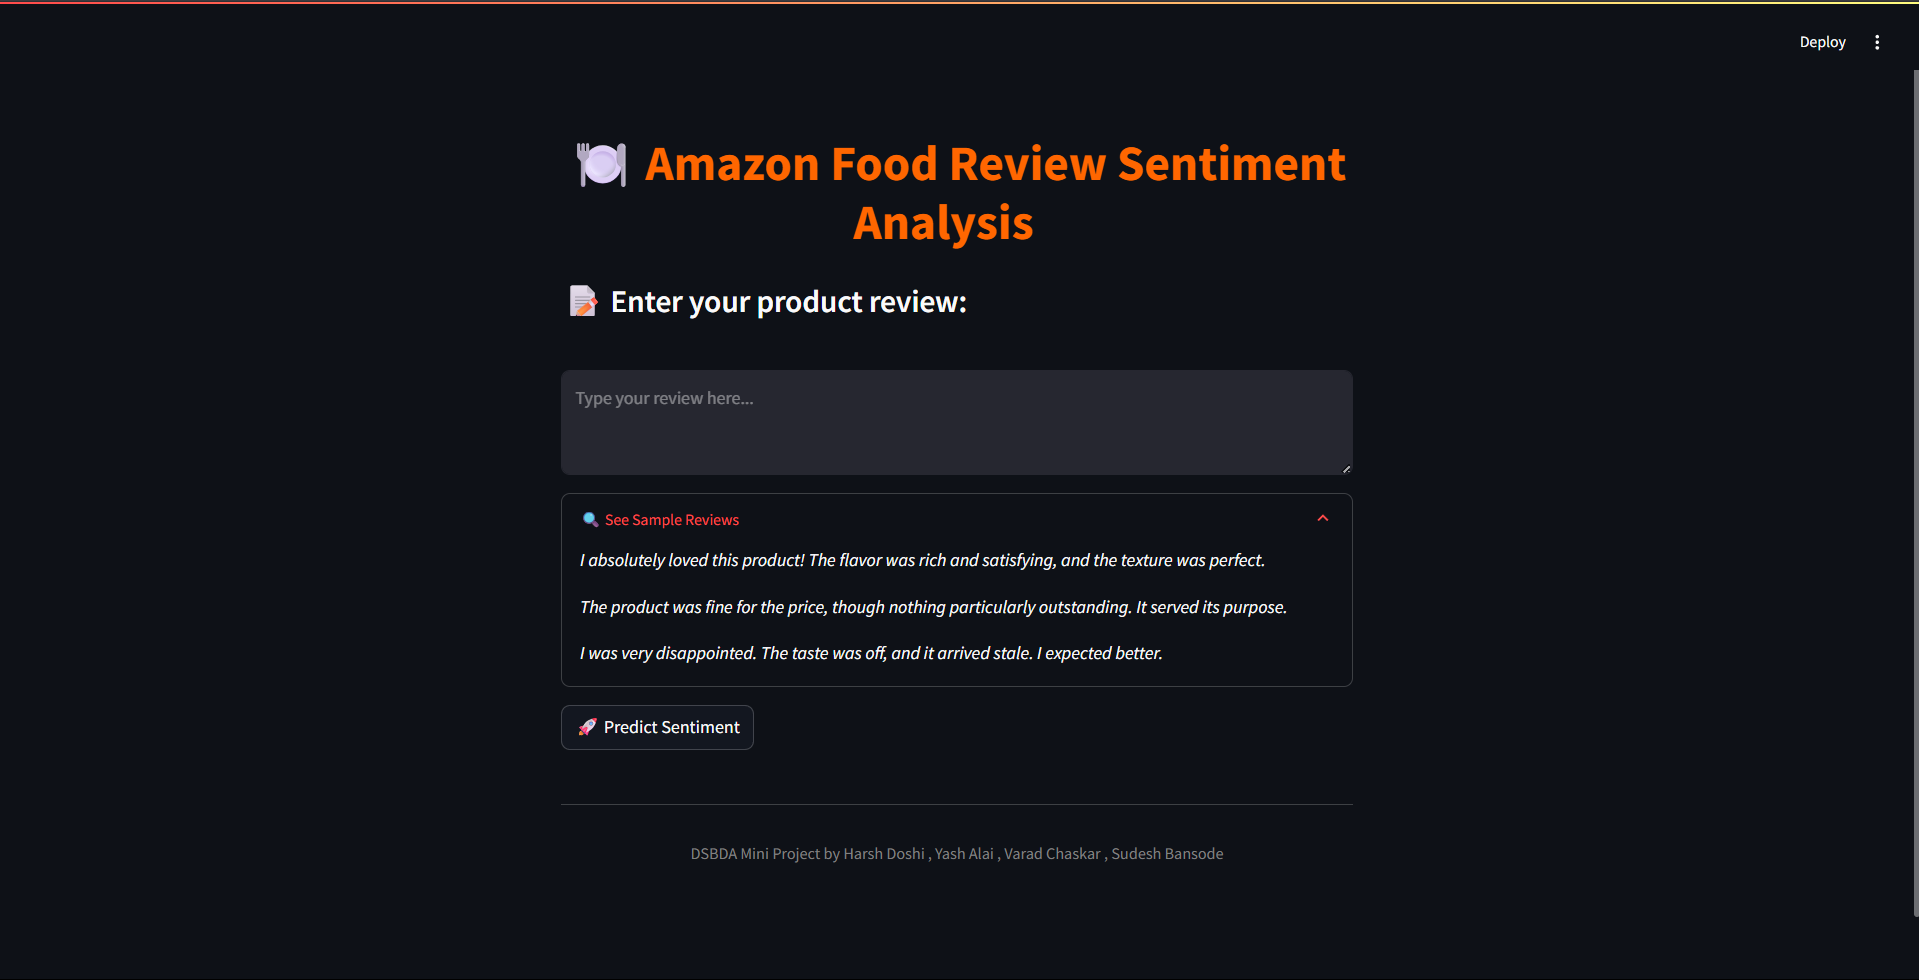 Deploy
Amazon Food Review Sentiment
Analysis
Enter your product review:
Type your review here...
See Sample Reviews
I absolutely loved this product! The flavor was rich and satisfying, and the texture was perfect.
The product was fine for the price, though nothing particularly outstanding. It served its purpose.
I was very disappointed. The taste was off, and it arrived stale. I expected better.
Predict Sentiment
DSBDA Mini Project by Harsh Doshi , Yash Alai , Varad Chaskar , Sudesh Bansode